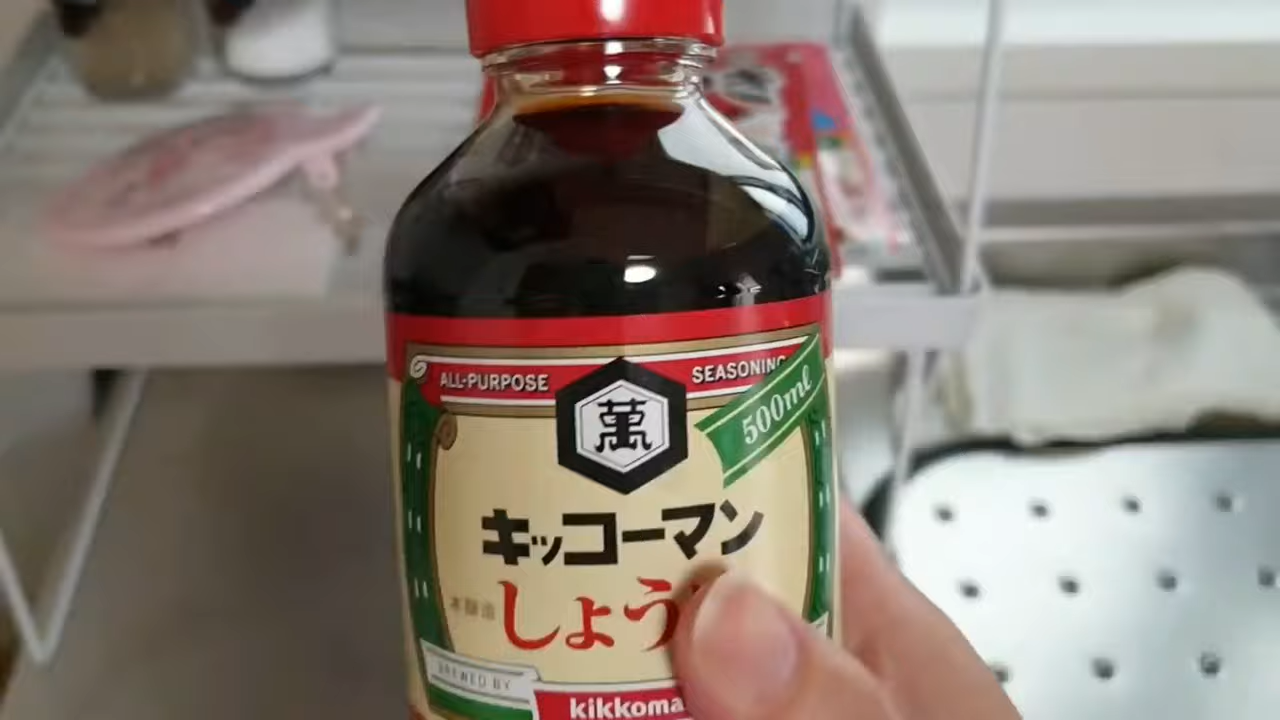 ALL-PURPOSE SEASONING
萬
500ml
キッコーマン
本醸造 しょう
BREWED BY
kikkoma